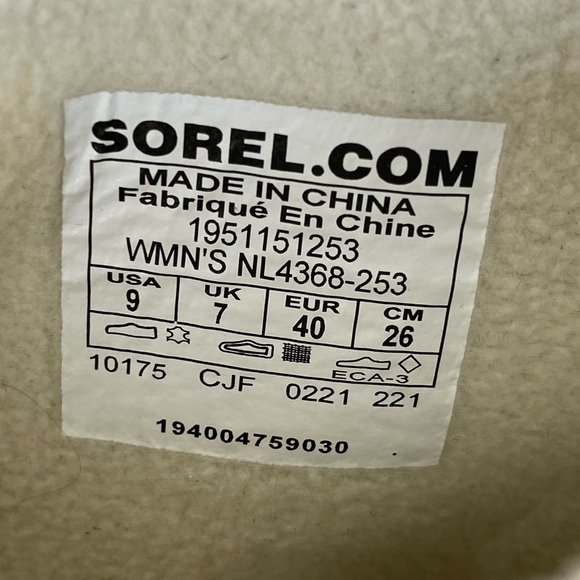 SOREL.COM
MADE IN CHINA
Fabriqué En Chine
1951151253
WMN'S NL4368-253
USA UK EUR CM
9 7 40 26
ECA-3
10175 CJF 0221 221
194004759030